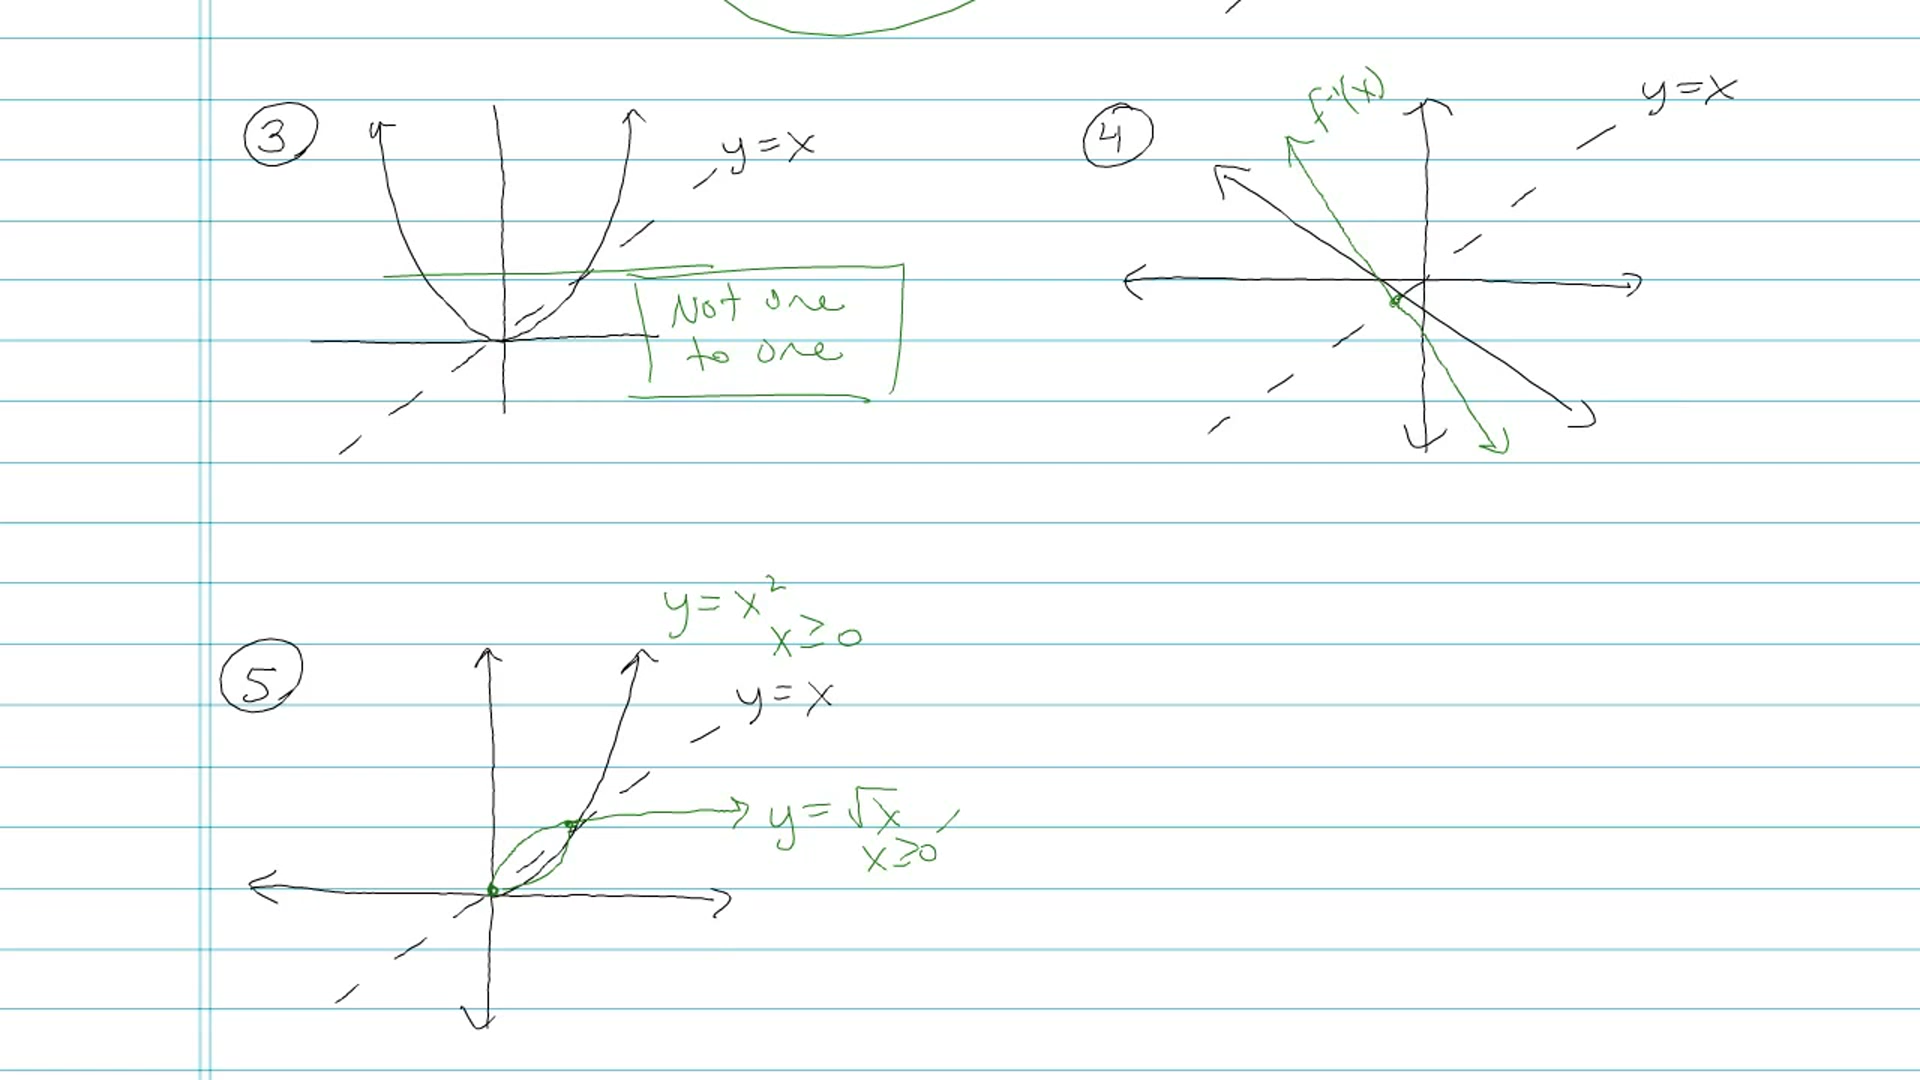 3
y = x
Not one
to one
4
f⁻¹(x)
y = x
5
y = x²
x ≥ 0
y = x
y = √x
x ≥ 0